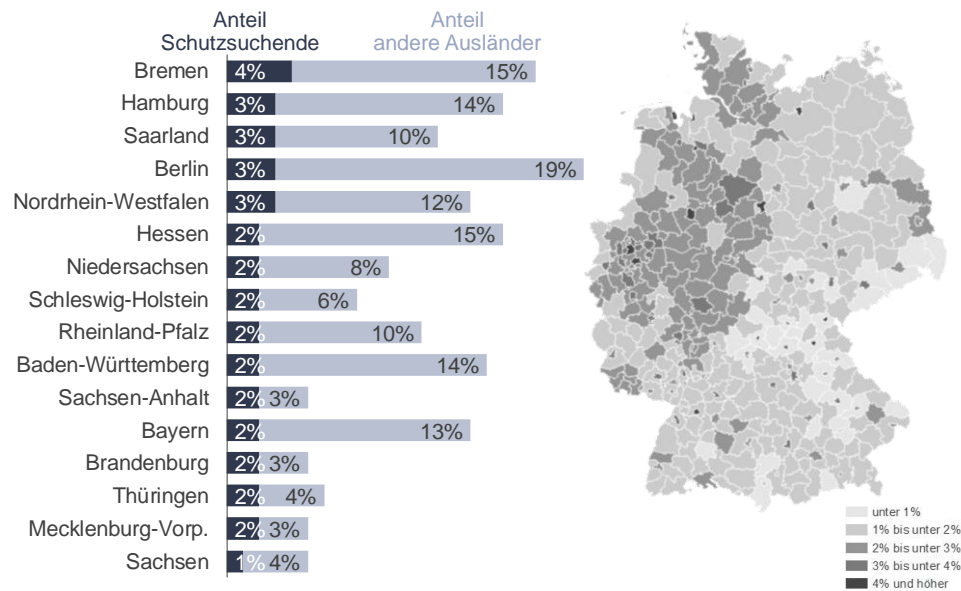 Anteil
Schutzsuchende
Anteil
andere Ausländer
Bremen 4% 15%
Hamburg 3% 14%
Saarland 3% 10%
Berlin 3% 19%
Nordrhein-Westfalen 3% 12%
Hessen 2% 15%
Niedersachsen 2% 8%
Schleswig-Holstein 2% 6%
Rheinland-Pfalz 2% 10%
Baden-Württemberg 2% 14%
Sachsen-Anhalt 2% 3%
Bayern 2% 13%
Brandenburg 2% 3%
Thüringen 2% 4%
Mecklenburg-Vorp. 2% 3%
Sachsen 1% 4%
unter 1%
1% bis unter 2%
2% bis unter 3%
3% bis unter 4%
4% und höher